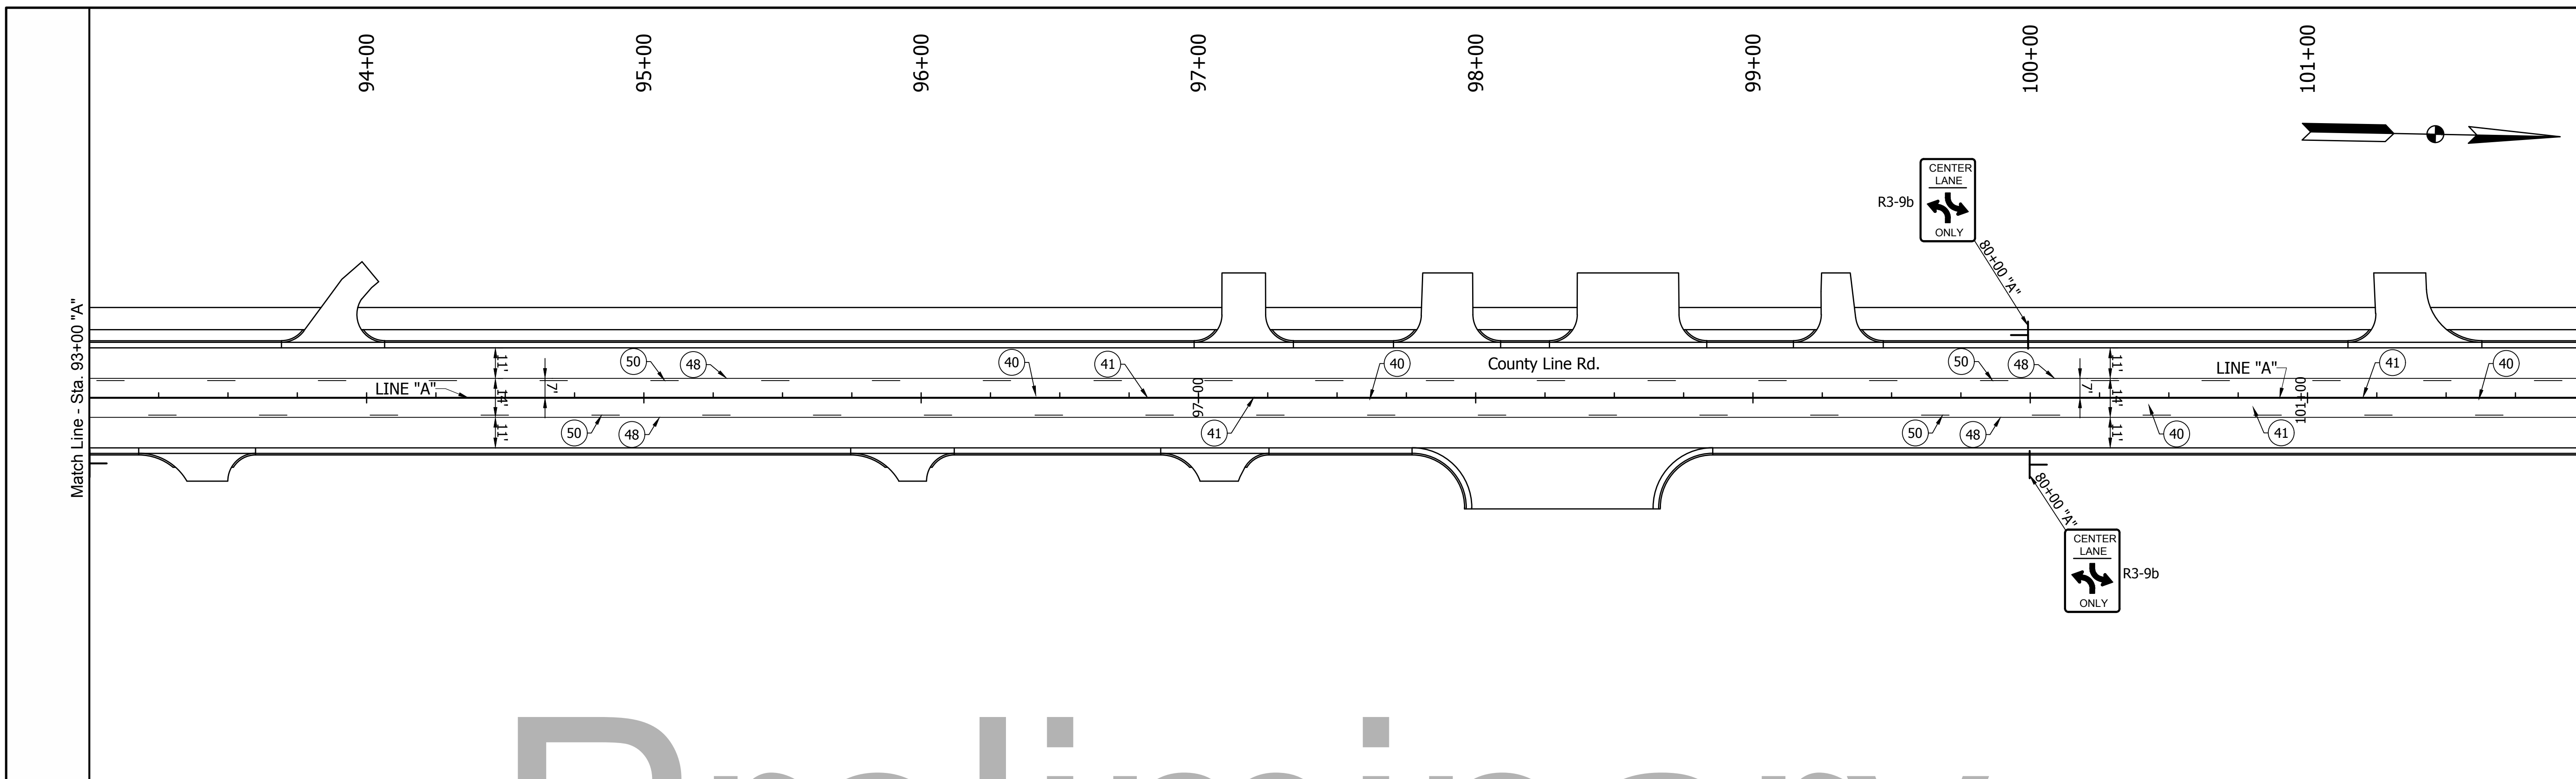 94+00
95+00
96+00
97+00
98+00
99+00
100+00
101+00
CENTER
LANE
ONLY
R3-9b
80+00 "A"
Match Line - Sta. 93+00 "A"
11'
14'
11'
7'
LINE "A"
50
48
50
48
40
41
40
41
97+00
County Line Rd.
50
48
50
48
11'
14'
11'
7'
LINE "A"
41
40
40
41
101+00
80+00 "A"
CENTER
LANE
ONLY
R3-9b
Preliminary